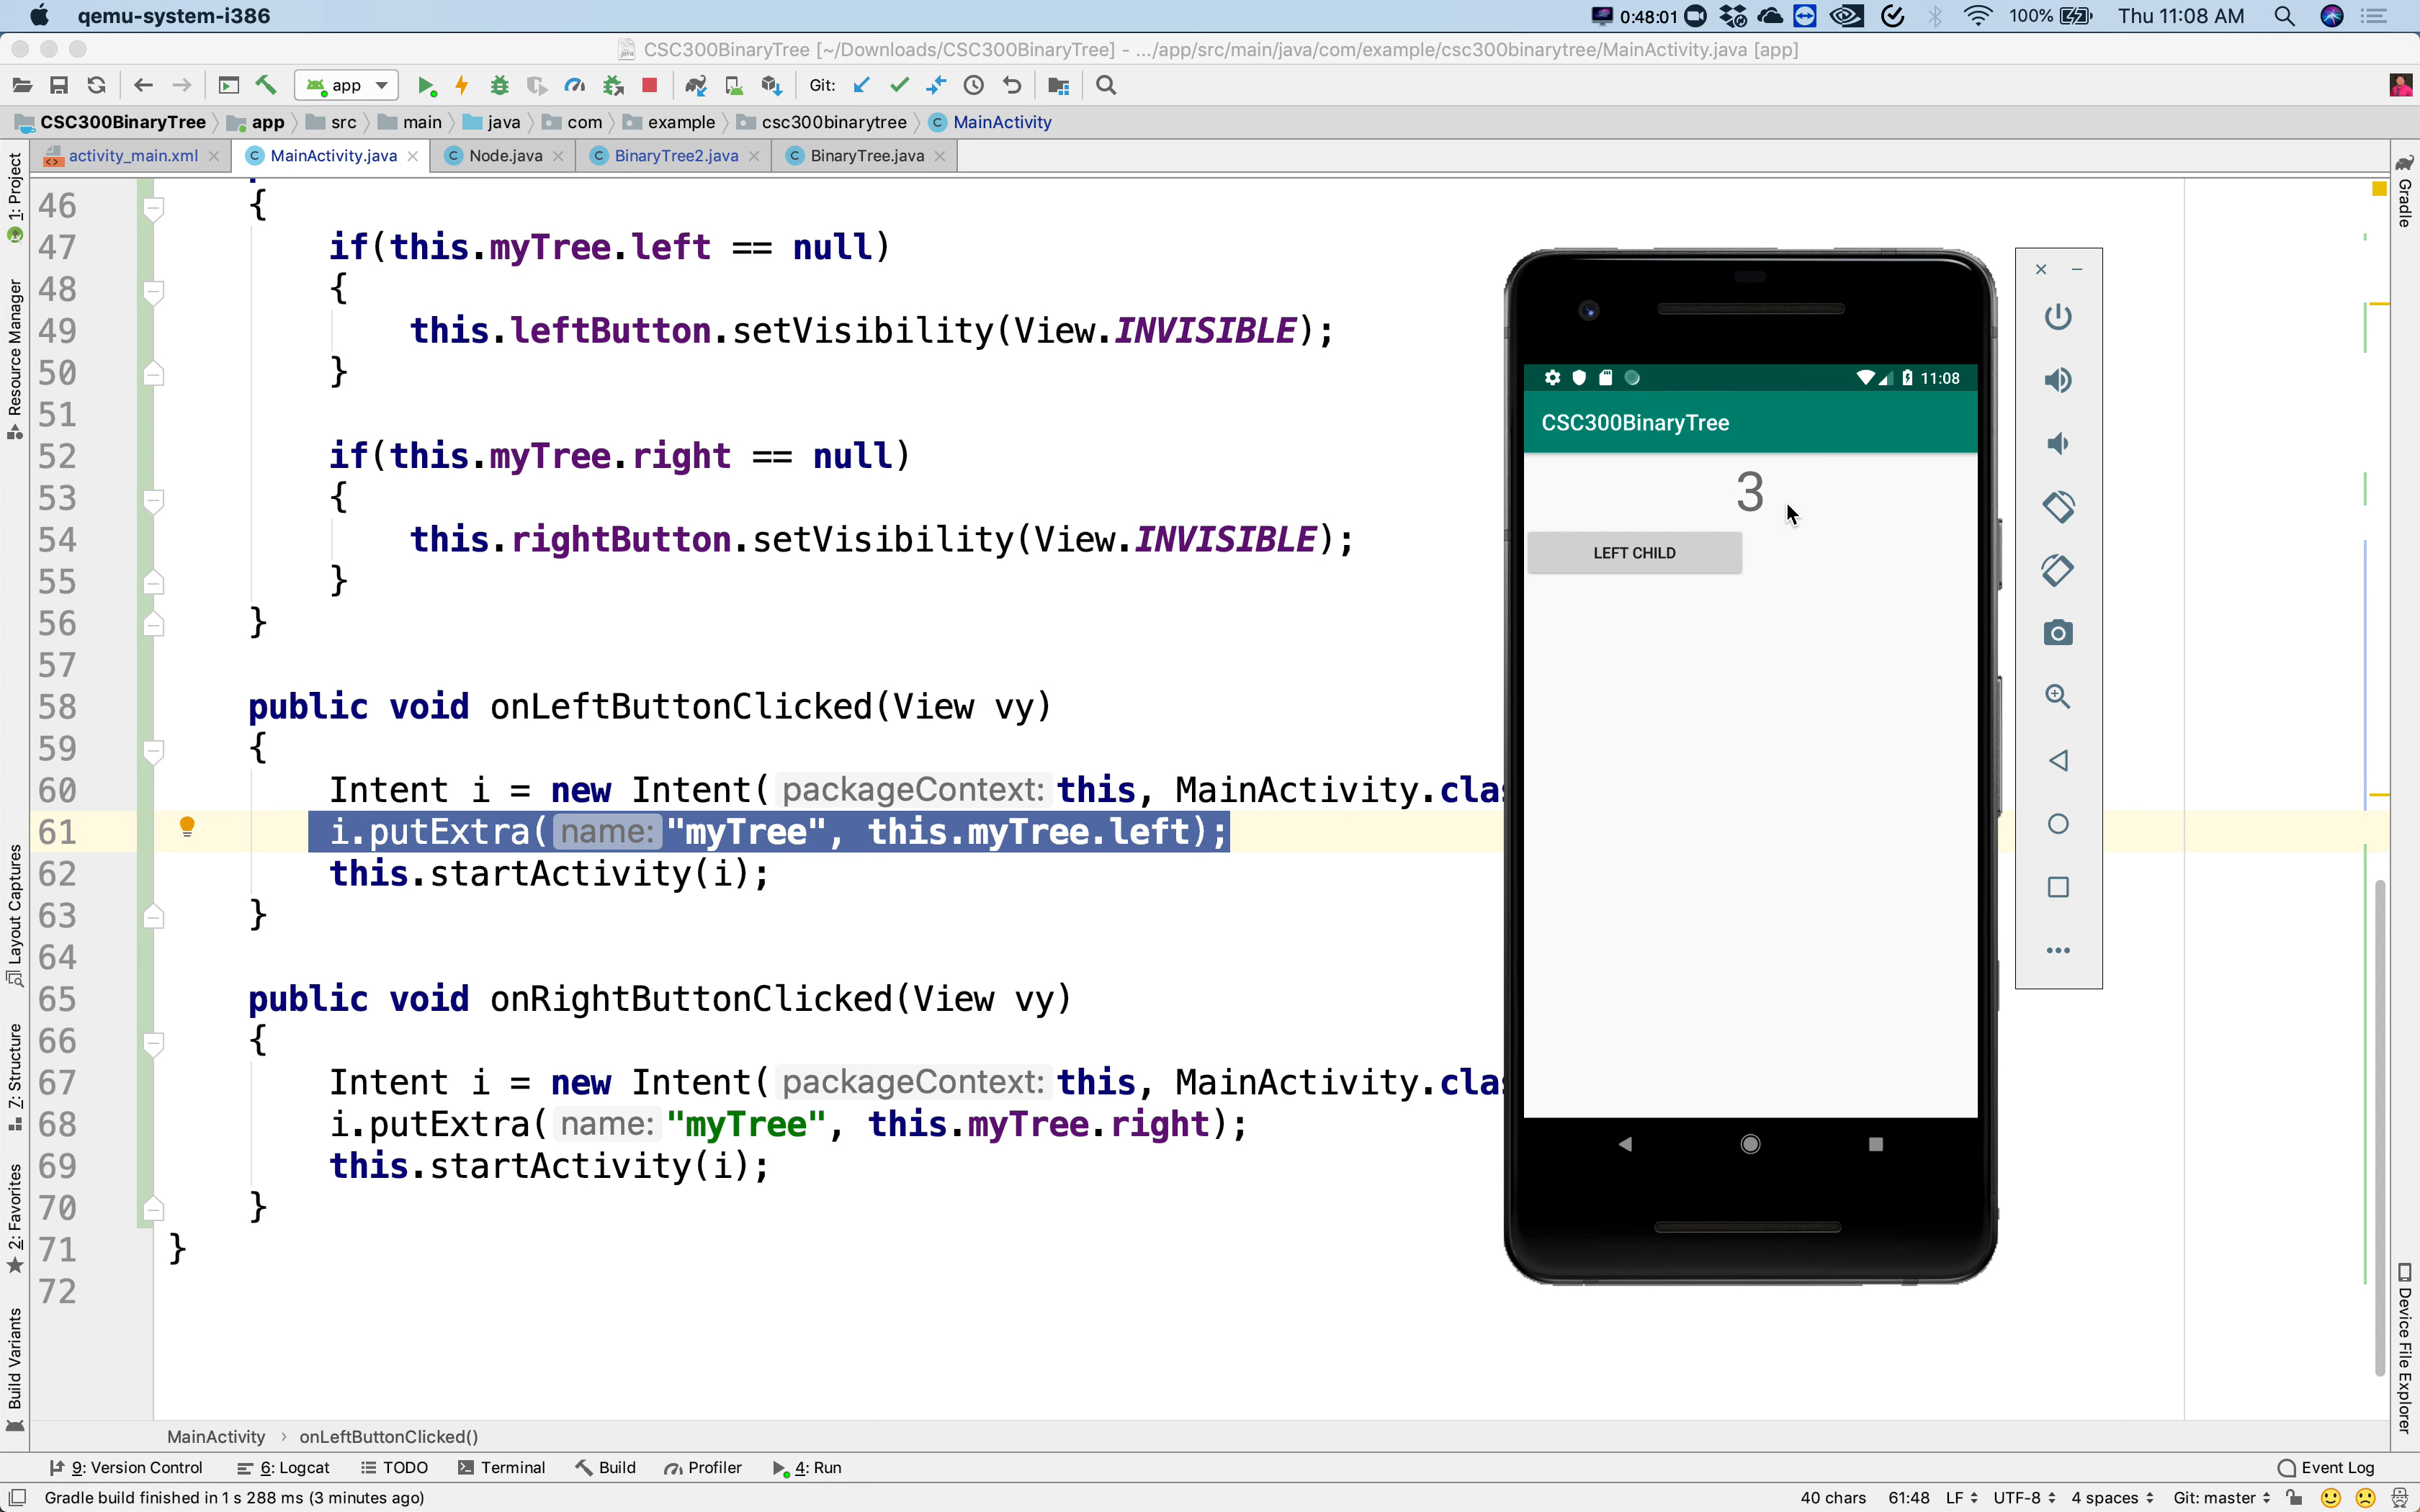 qemu-system-i386
0:48:01
100%
Thu 11:08 AM
CSC300BinaryTree [~/Downloads/CSC300BinaryTree] - .../app/src/main/java/com/example/csc300binarytree/MainActivity.java [app]
app
Git:
CSC300BinaryTree
app
src
main
java
com
example
csc300binarytree
MainActivity
activity_main.xml
MainActivity.java
Node.java
BinaryTree2.java
BinaryTree.java
1: Project
Resource Manager
Layout Captures
Z: Structure
2: Favorites
Build Variants
Gradle
Device File Explorer
46 {
47 if(this.myTree.left == null)
48 {
49 this.leftButton.setVisibility(View.INVISIBLE);
50 }
51
52 if(this.myTree.right == null)
53 {
54 this.rightButton.setVisibility(View.INVISIBLE);
55 }
56 }
57
58 public void onLeftButtonClicked(View vy)
59 {
60 Intent i = new Intent( packageContext: this, MainActivity.clas
61 i.putExtra( name: "myTree", this.myTree.left);
62 this.startActivity(i);
63 }
64
65 public void onRightButtonClicked(View vy)
66 {
67 Intent i = new Intent( packageContext: this, MainActivity.clas
68 i.putExtra( name: "myTree", this.myTree.right);
69 this.startActivity(i);
70 }
71 }
72
11:08
CSC300BinaryTree
3
LEFT CHILD
MainActivity › onLeftButtonClicked()
9: Version Control
6: Logcat
TODO
Terminal
Build
Profiler
4: Run
Event Log
Gradle build finished in 1 s 288 ms (3 minutes ago)
40 chars
61:48
LF
UTF-8
4 spaces
Git: master